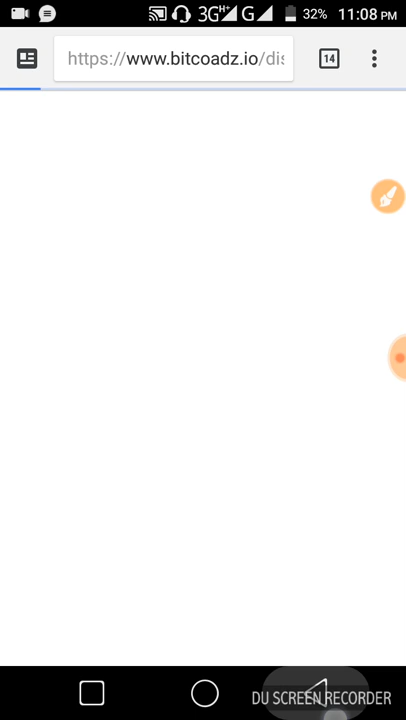 3G H+ G 32% 11:08 PM
https://www.bitcoadz.io/dis
14
DU SCREEN RECORDER